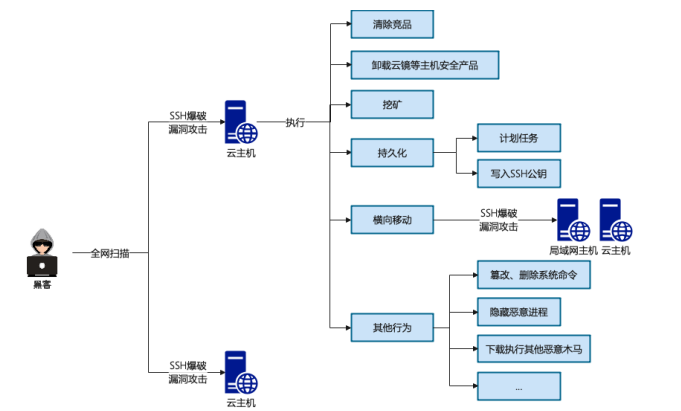 清除竞品
卸载云镜等主机安全产品
挖矿
SSH爆破
漏洞攻击
云主机
执行
持久化
计划任务
写入SSH公钥
横向移动
SSH爆破
漏洞攻击
局域网主机
云主机
黑客
全网扫描
其他行为
篡改、删除系统命令
隐藏恶意进程
下载执行其他恶意木马
...
SSH爆破
漏洞攻击
云主机